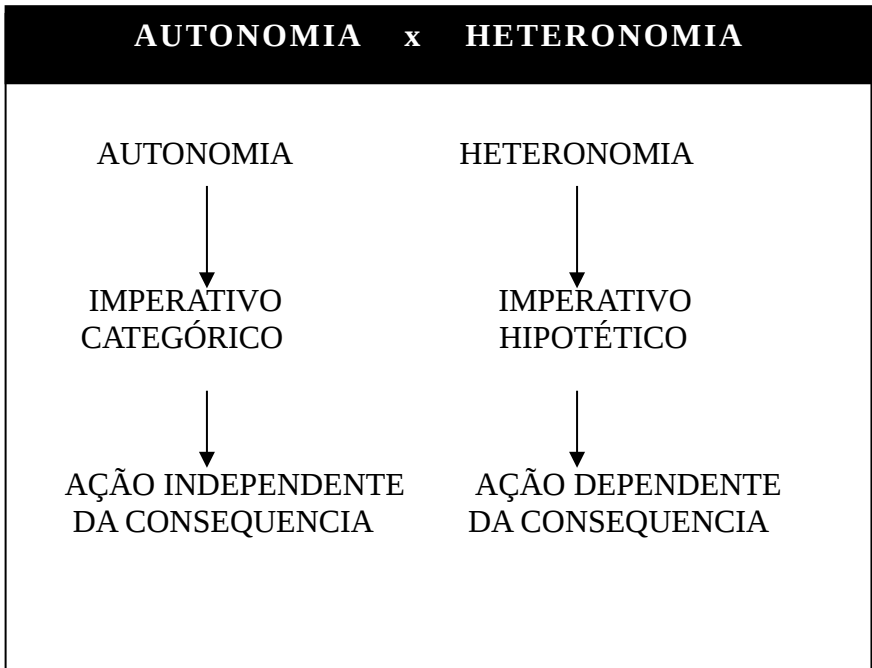 AUTONOMIA x HETERONOMIA
AUTONOMIA
HETERONOMIA
IMPERATIVO
CATEGÓRICO
IMPERATIVO
HIPOTÉTICO
AÇÃO INDEPENDENTE
DA CONSEQUENCIA
AÇÃO DEPENDENTE
DA CONSEQUENCIA